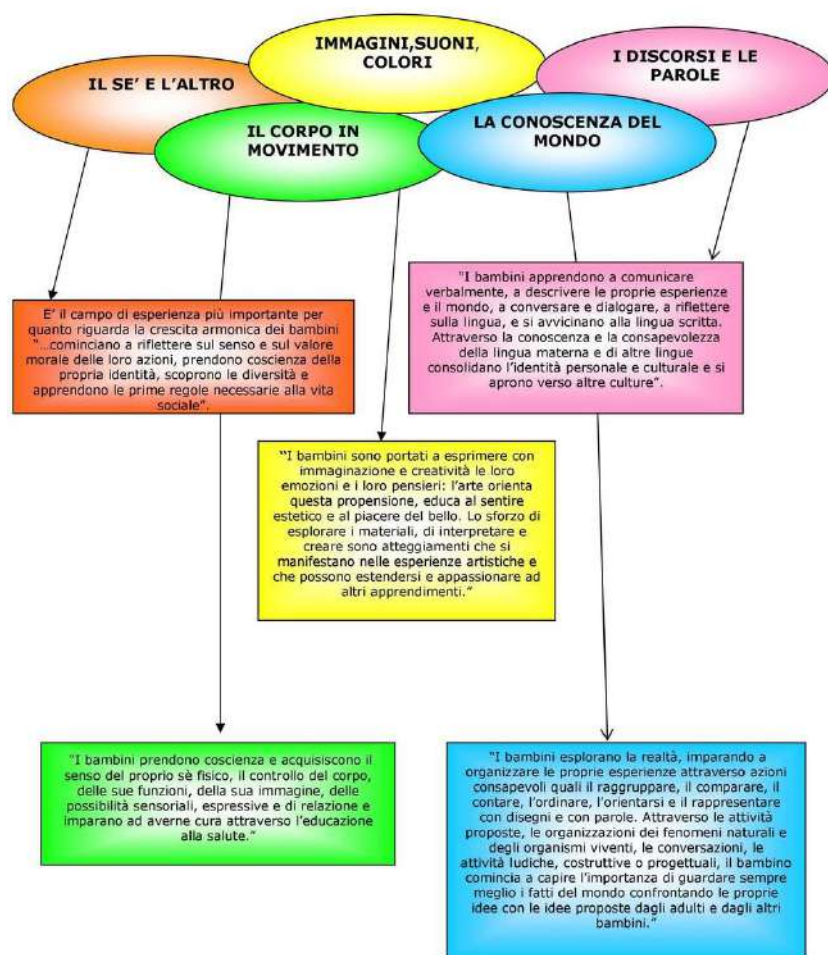 IMMAGINI,SUONI,
COLORI
I DISCORSI E LE
PAROLE
IL SE' E L'ALTRO
IL CORPO IN
MOVIMENTO
LA CONOSCENZA DEL
MONDO
"I bambini apprendono a comunicare
verbalmente, a descrivere le proprie esperienze
e il mondo, a conversare e dialogare, a riflettere
sulla lingua, e si avvicinano alla lingua scritta.
Attraverso la conoscenza e la consapevolezza
della lingua materna e di altre lingue
consolidano l'identità personale e culturale e si
aprono verso altre culture".
E' il campo di esperienza più importante per
quanto riguarda la crescita armonica dei bambini
"…cominciano a riflettere sul senso e sul valore
morale delle loro azioni, prendono coscienza della
propria identità, scoprono le diversità e
apprendono le prime regole necessarie alla vita
sociale".
"I bambini sono portati a esprimere con
immaginazione e creatività le loro
emozioni e i loro pensieri: l'arte orienta
questa propensione, educa al sentire
estetico e al piacere del bello. Lo sforzo di
esplorare i materiali, di interpretare e
creare sono atteggiamenti che si
manifestano nelle esperienze artistiche e
che possono estendersi e appassionare ad
altri apprendimenti."
"I bambini prendono coscienza e acquisiscono il
senso del proprio sè fisico, il controllo del corpo,
delle sue funzioni, della sua immagine, delle
possibilità sensoriali, espressive e di relazione e
imparano ad averne cura attraverso l'educazione
alla salute."
"I bambini esplorano la realtà, imparando a
organizzare le proprie esperienze attraverso azioni
consapevoli quali il raggruppare, il comparare, il
contare, l'ordinare, l'orientarsi e il rappresentare
con disegni e con parole. Attraverso le attività
proposte, le organizzazioni dei fenomeni naturali e
degli organismi viventi, le conversazioni, le
attività ludiche, costruttive o progettuali, il bambino
comincia a capire l'importanza di guardare sempre
meglio i fatti del mondo confrontando le proprie
idee con le idee proposte dagli adulti e dagli altri
bambini."